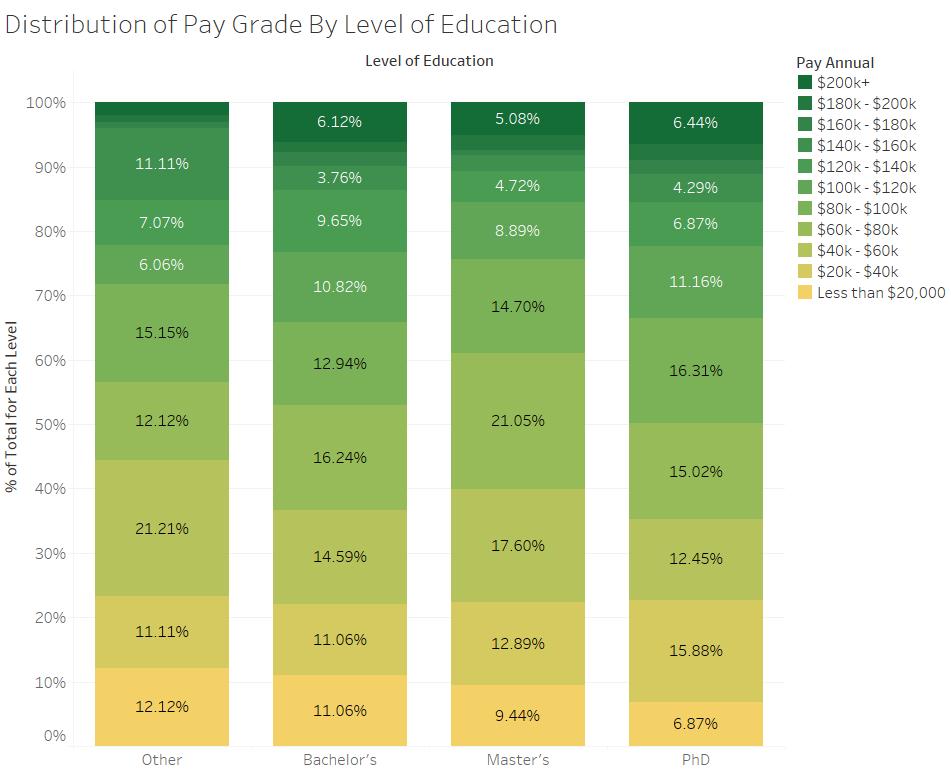 Distribution of Pay Grade By Level of Education
Level of Education
Pay Annual
$200k+
$180k - $200k
$160k - $180k
$140k - $160k
$120k - $140k
$100k - $120k
$80k - $100k
$60k - $80k
$40k - $60k
$20k - $40k
Less than $20,000
% of Total for Each Level
100%
90%
80%
70%
60%
50%
40%
30%
20%
10%
0%
11.11%
7.07%
6.06%
15.15%
12.12%
21.21%
11.11%
12.12%
6.12%
3.76%
9.65%
10.82%
12.94%
16.24%
14.59%
11.06%
11.06%
5.08%
4.72%
8.89%
14.70%
21.05%
17.60%
12.89%
9.44%
6.44%
4.29%
6.87%
11.16%
16.31%
15.02%
12.45%
15.88%
6.87%
Other
Bachelor's
Master's
PhD